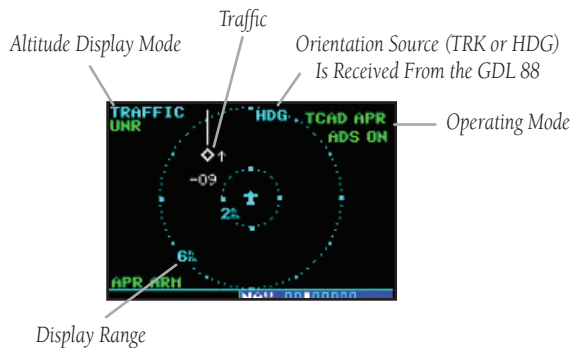 Traffic
Altitude Display Mode
Orientation Source (TRK or HDG)
Is Received From the GDL 88
Operating Mode
TRAFFIC
UNR
HDG
TCAD APR
ADS ON
-09
2
6
APR ARM
NAV
Display Range